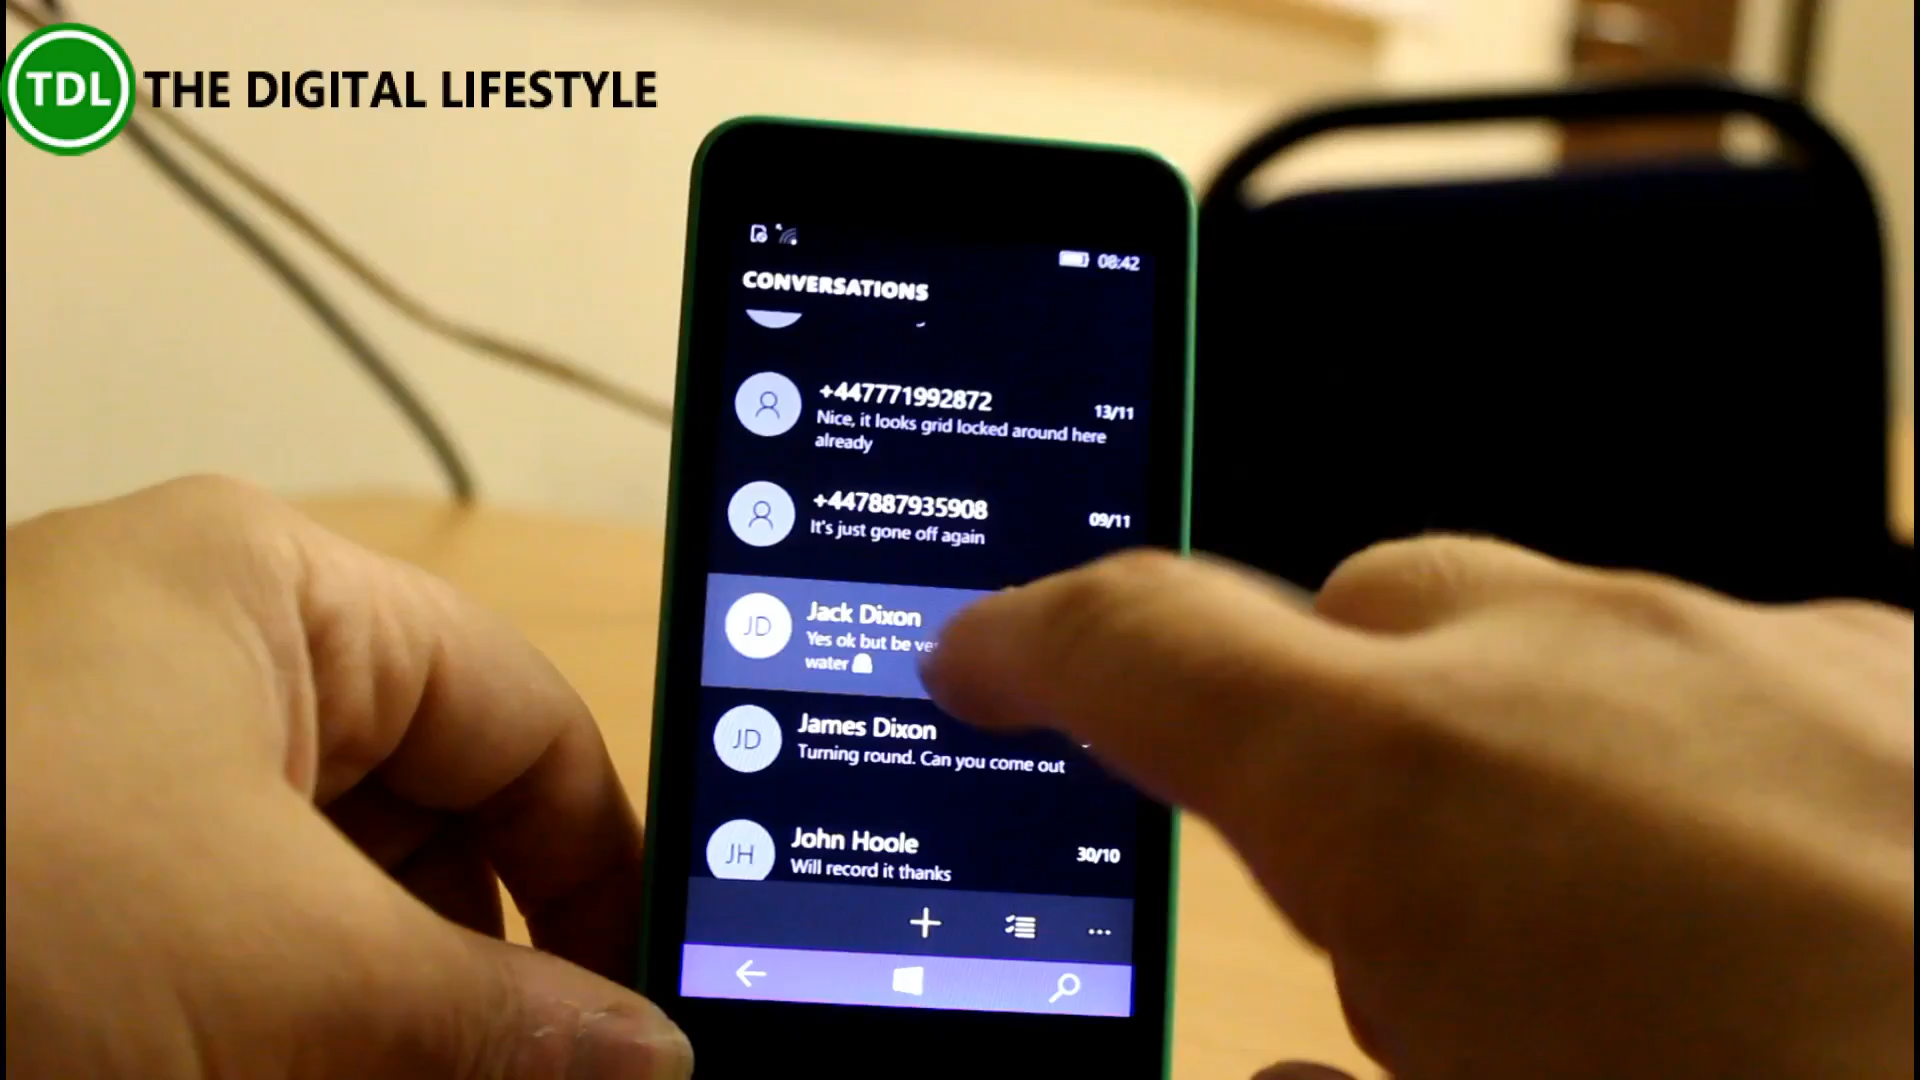 TDL THE DIGITAL LIFESTYLE
08:42
CONVERSATIONS
+447771992872
13/11
Nice, it looks grid locked around here
already
+447887935908
09/11
It's just gone off again
JD
Jack Dixon
Yes ok but be
water
JD
James Dixon
Turning round. Can you come out
JH
John Hoole
30/10
Will record it thanks